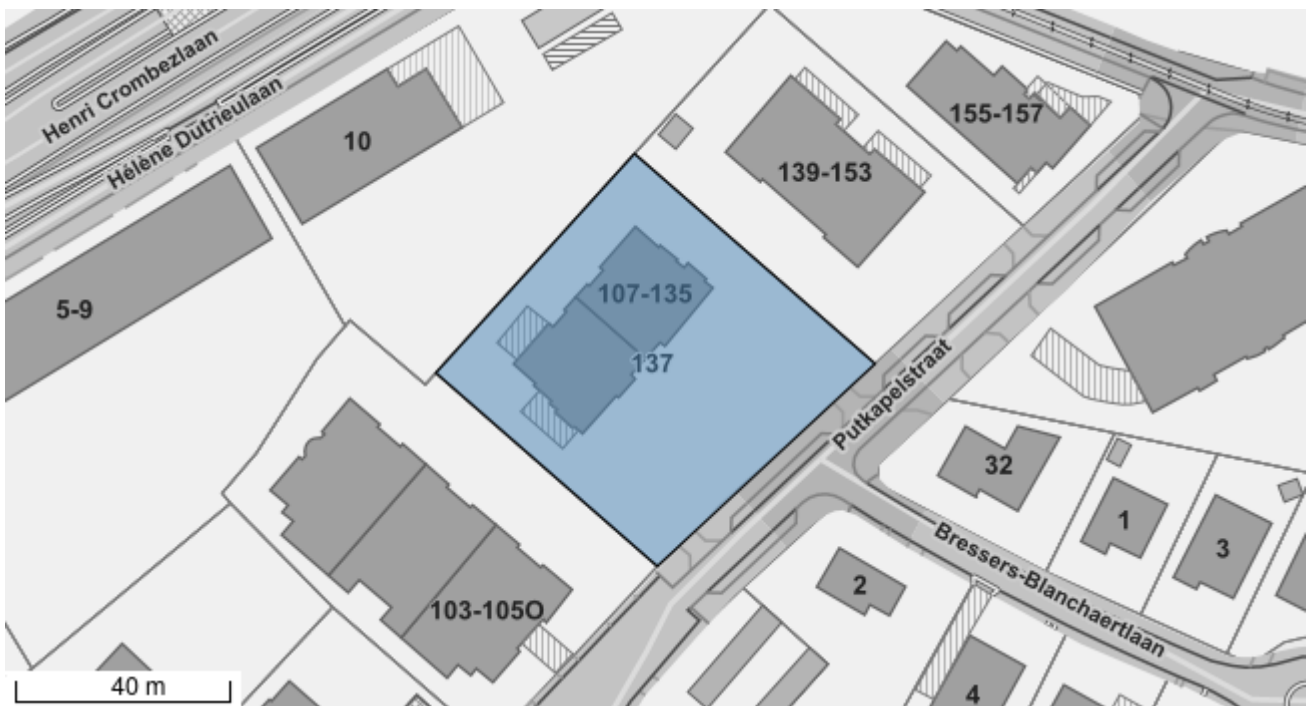 Henri Crombezlaan
Hélène Dutrieulaan
10
155-157
139-153
5-9
107-135
137
Putkapelstraat
32
1
3
Bressers-Blanchaertlaan
2
103-105O
4
40 m